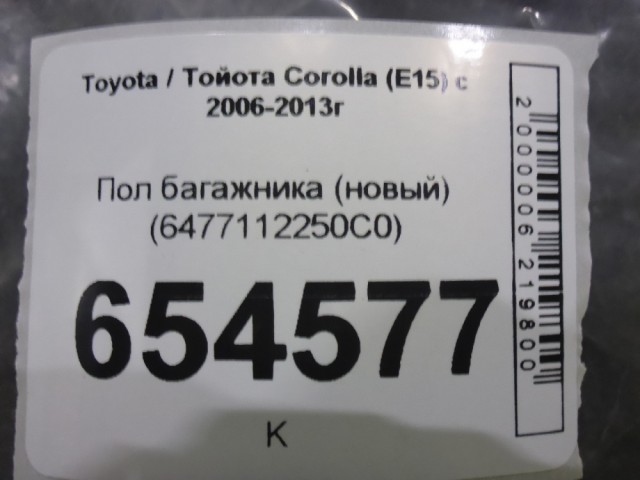 Toyota / Тойота Corolla (E15) с
2006-2013г
Пол багажника (новый)
(6477112250C0)
654577
К
2000006219800